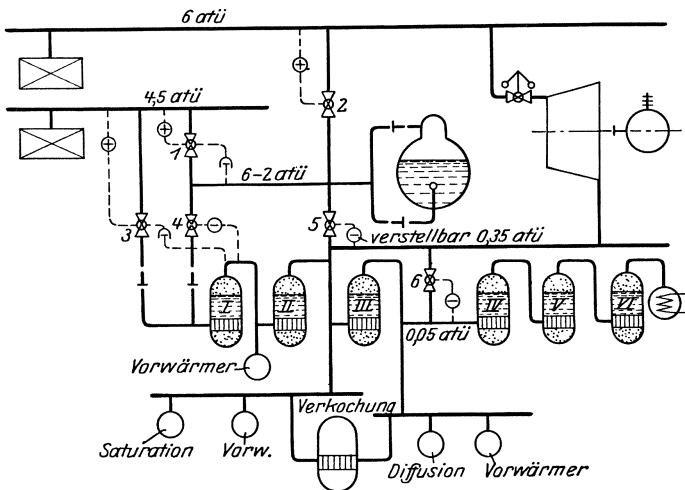 6 atü
4,5 atü
2
1
6-2 atü
3
4
5
verstellbar 0,35 atü
6
I
II
III
IV
V
VI
0,05 atü
Vorwärmer
Verkochung
Saturation
Vorw.
Diffusion
Vorwärmer